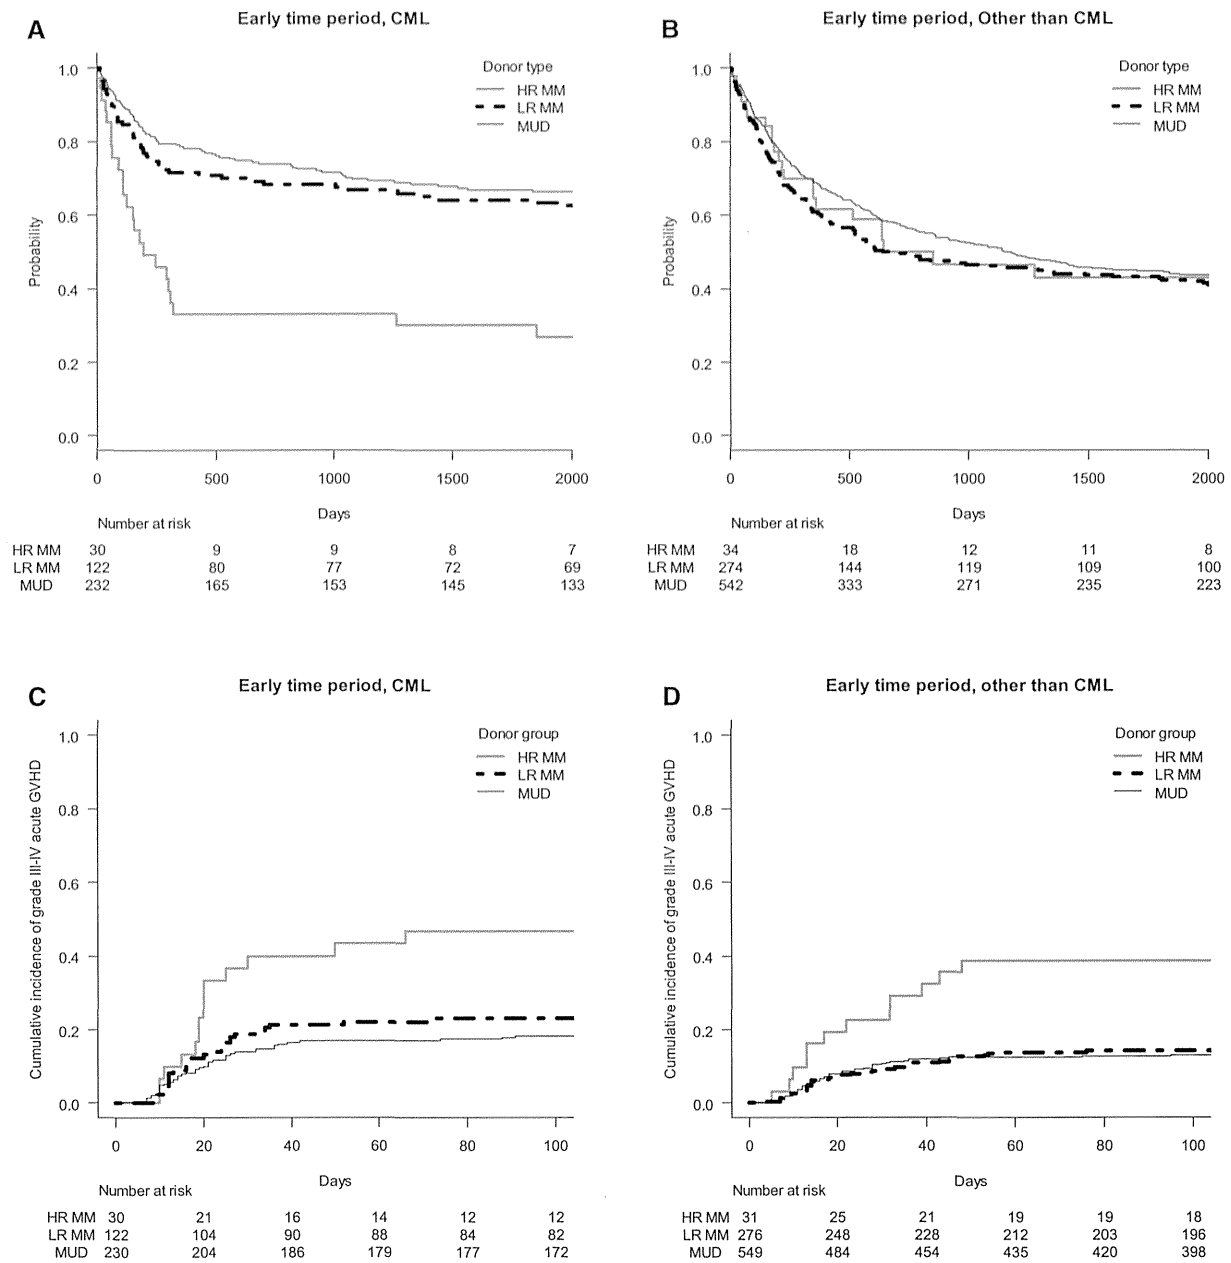 A
Early time period, CML
Probability
1.0
0.8
0.6
0.4
0.2
0.0
Donor type
HR MM
LR MM
MUD
0 500 1000 1500 2000
Days
Number at risk
HR MM 30 9 9 8 7
LR MM 122 80 77 72 69
MUD 232 165 153 145 133
B
Early time period, Other than CML
Probability
1.0
0.8
0.6
0.4
0.2
0.0
Donor type
HR MM
LR MM
MUD
0 500 1000 1500 2000
Days
Number at risk
HR MM 34 18 12 11 8
LR MM 274 144 119 109 100
MUD 542 333 271 235 223
C
Early time period, CML
Cumulative incidence of grade III-IV acute GVHD
1.0
0.8
0.6
0.4
0.2
0.0
Donor group
HR MM
LR MM
MUD
0 20 40 60 80 100
Days
Number at risk
HR MM 30 21 16 14 12 12
LR MM 122 104 90 88 84 82
MUD 230 204 186 179 177 172
D
Early time period, other than CML
Cumulative incidence of grade III-IV acute GVHD
1.0
0.8
0.6
0.4
0.2
0.0
Donor group
HR MM
LR MM
MUD
0 20 40 60 80 100
Days
Number at risk
HR MM 31 25 21 19 19 18
LR MM 276 248 228 212 203 196
MUD 549 484 454 435 420 398